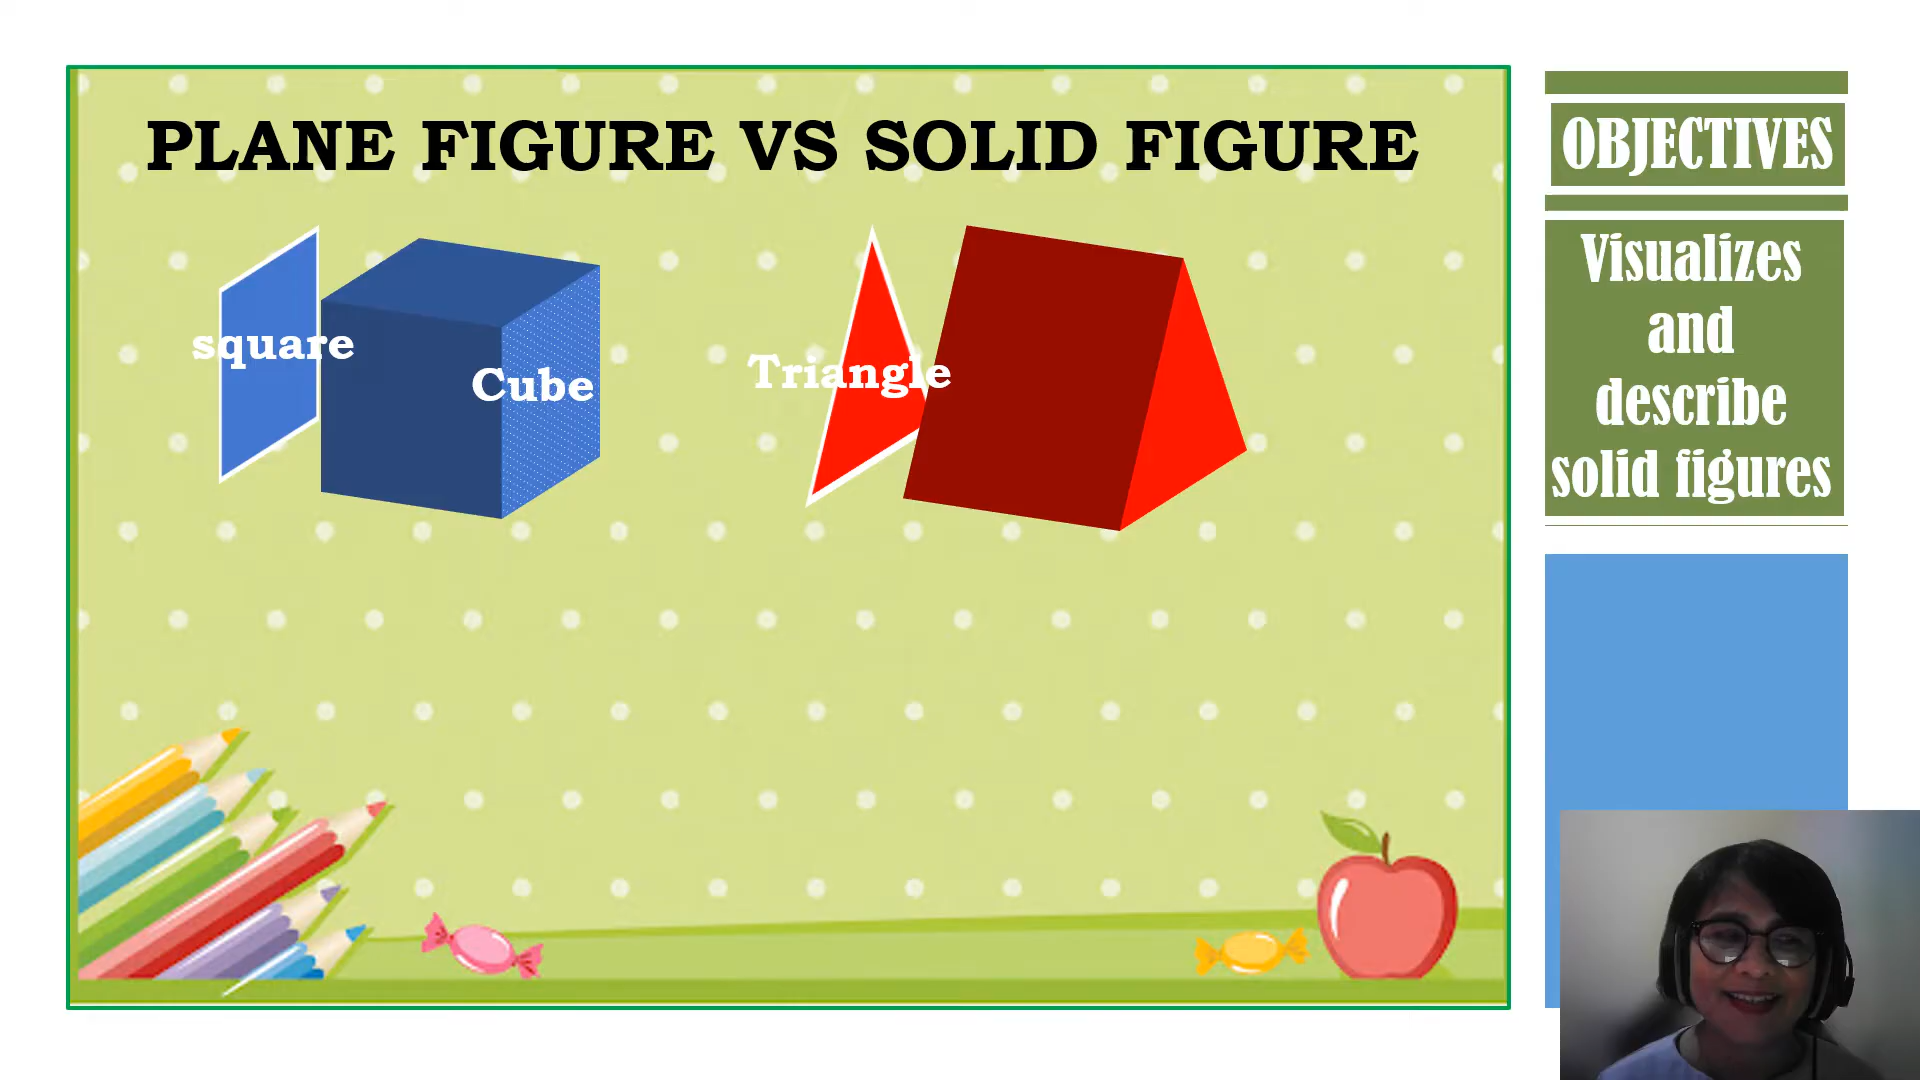 PLANE FIGURE VS SOLID FIGURE
square
Cube
Triangle
OBJECTIVES
Visualizes
and
describe
solid figures